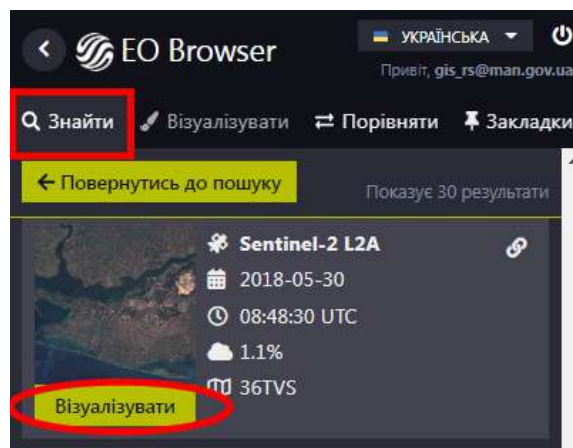 EO Browser
УКРАЇНСЬКА
Привіт, gis_rs@man.gov.ua
Знайти Візуалізувати Порівняти Закладки
Повернутись до пошуку
Показує 30 результати
Sentinel-2 L2A
2018-05-30
08:48:30 UTC
1.1%
36TVS
Візуалізувати